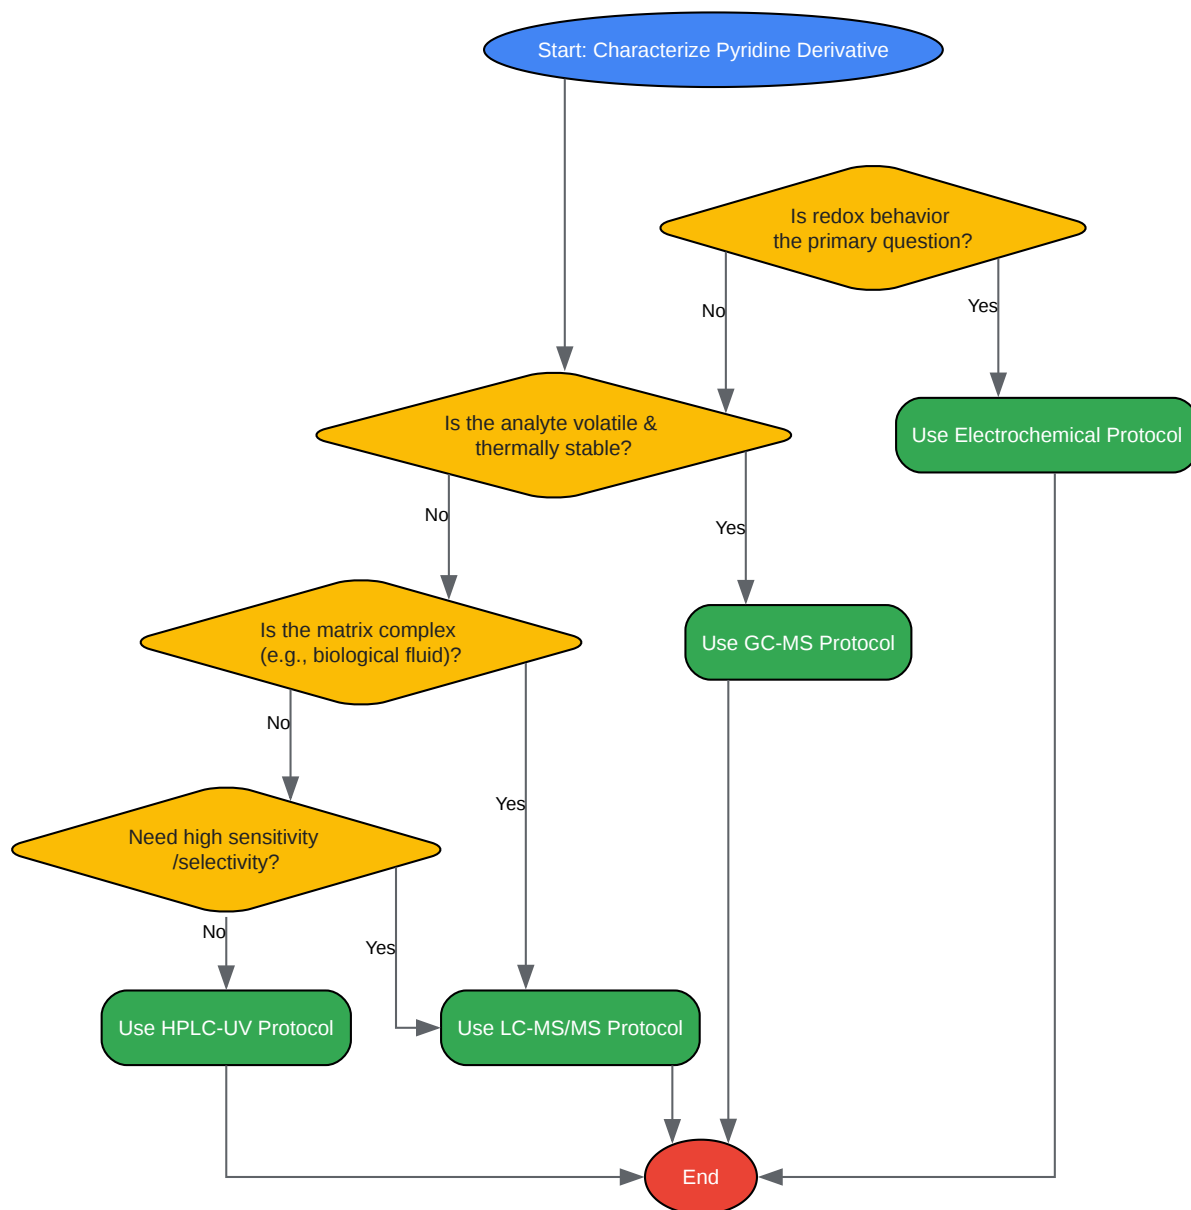 Start: Characterize Pyridine Derivative
Is redox behavior
the primary question?
No
Yes
Is the analyte volatile &
thermally stable?
Use Electrochemical Protocol
No
Yes
Is the matrix complex
(e.g., biological fluid)?
Use GC-MS Protocol
No
Yes
Need high sensitivity
/selectivity?
No
Yes
Use HPLC-UV Protocol
Use LC-MS/MS Protocol
End